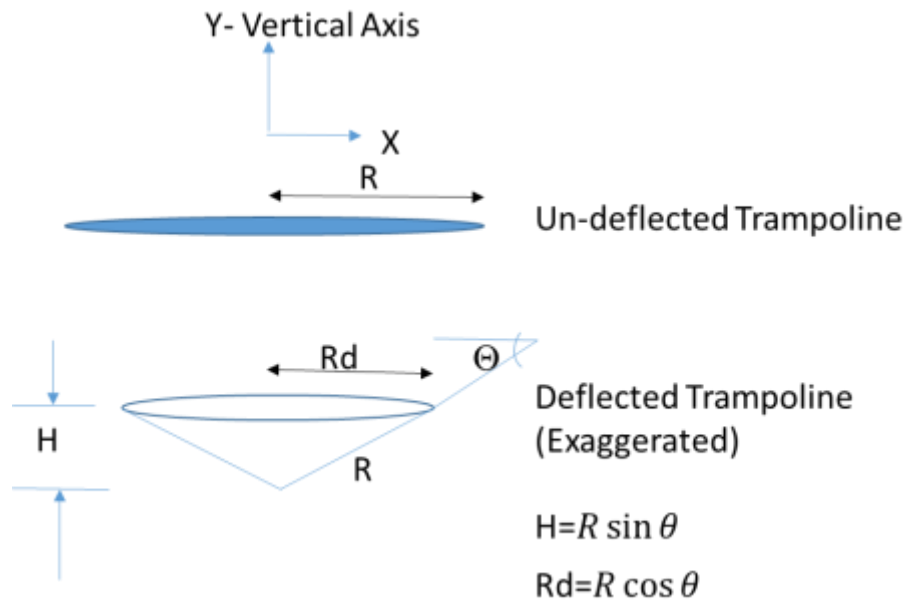 Y- Vertical Axis
X
R
Un-deflected Trampoline
Rd
Θ
Deflected Trampoline
(Exaggerated)
H
R
H=R sin θ
Rd=R cos θ